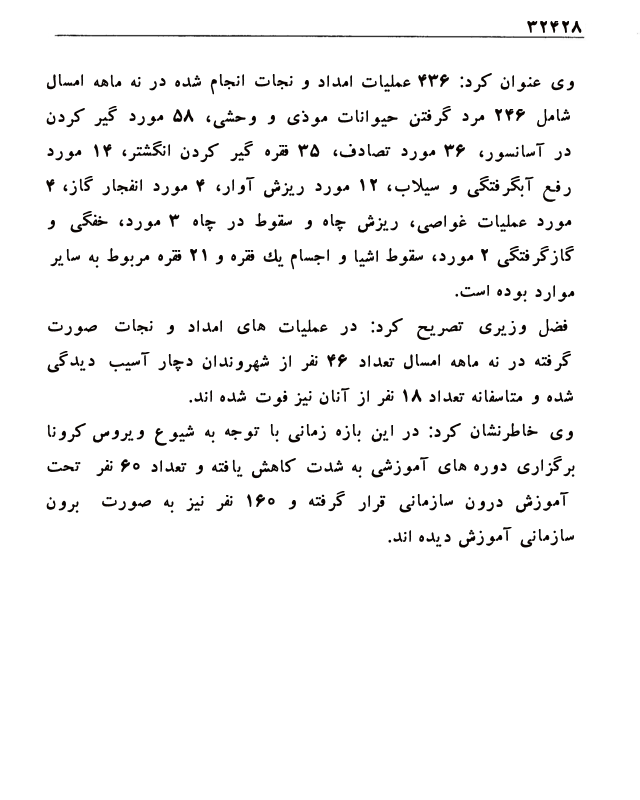 ۳۲۴۲۸
وی عنوان کرد: ۴۳۶ عملیات امداد و نجات انجام شده در نه ماهه امسال
شامل ۲۴۶ مرد گرفتن حیوانات موذی و وحشی، ۵۸ مورد گیر کردن
در آسانسور، ۳۶ مورد تصادف، ۳۵ فقره گیر کردن انگشتر، ۱۴ مورد
رفع آبگرفتگی و سیلاب، ۱۲ مورد ریزش آوار، ۴ مورد انفجار گاز، ۴
مورد عملیات غواصی، ریزش چاه و سقوط در چاه ۳ مورد، خفگی و
گازگرفتگی ۲ مورد، سقوط اشیا و اجسام یك فقره و ۲۱ فقره مربوط به سایر
موارد بوده است.
فضل وزیری تصریح کرد: در عملیات های امداد و نجات صورت
گرفته در نه ماهه امسال تعداد ۴۶ نفر از شهروندان دچار آسیب دیدگی
شده و متاسفانه تعداد ۱۸ نفر از آنان نیز فوت شده اند.
وی خاطرنشان کرد: در این بازه زمانی با توجه به شیوع ویروس کرونا
برگزاری دوره های آموزشی به شدت کاهش یافته و تعداد ۶۰ نفر تحت
آموزش درون سازمانی قرار گرفته و ۱۶۰ نفر نیز به صورت برون
سازمانی آموزش دیده اند.